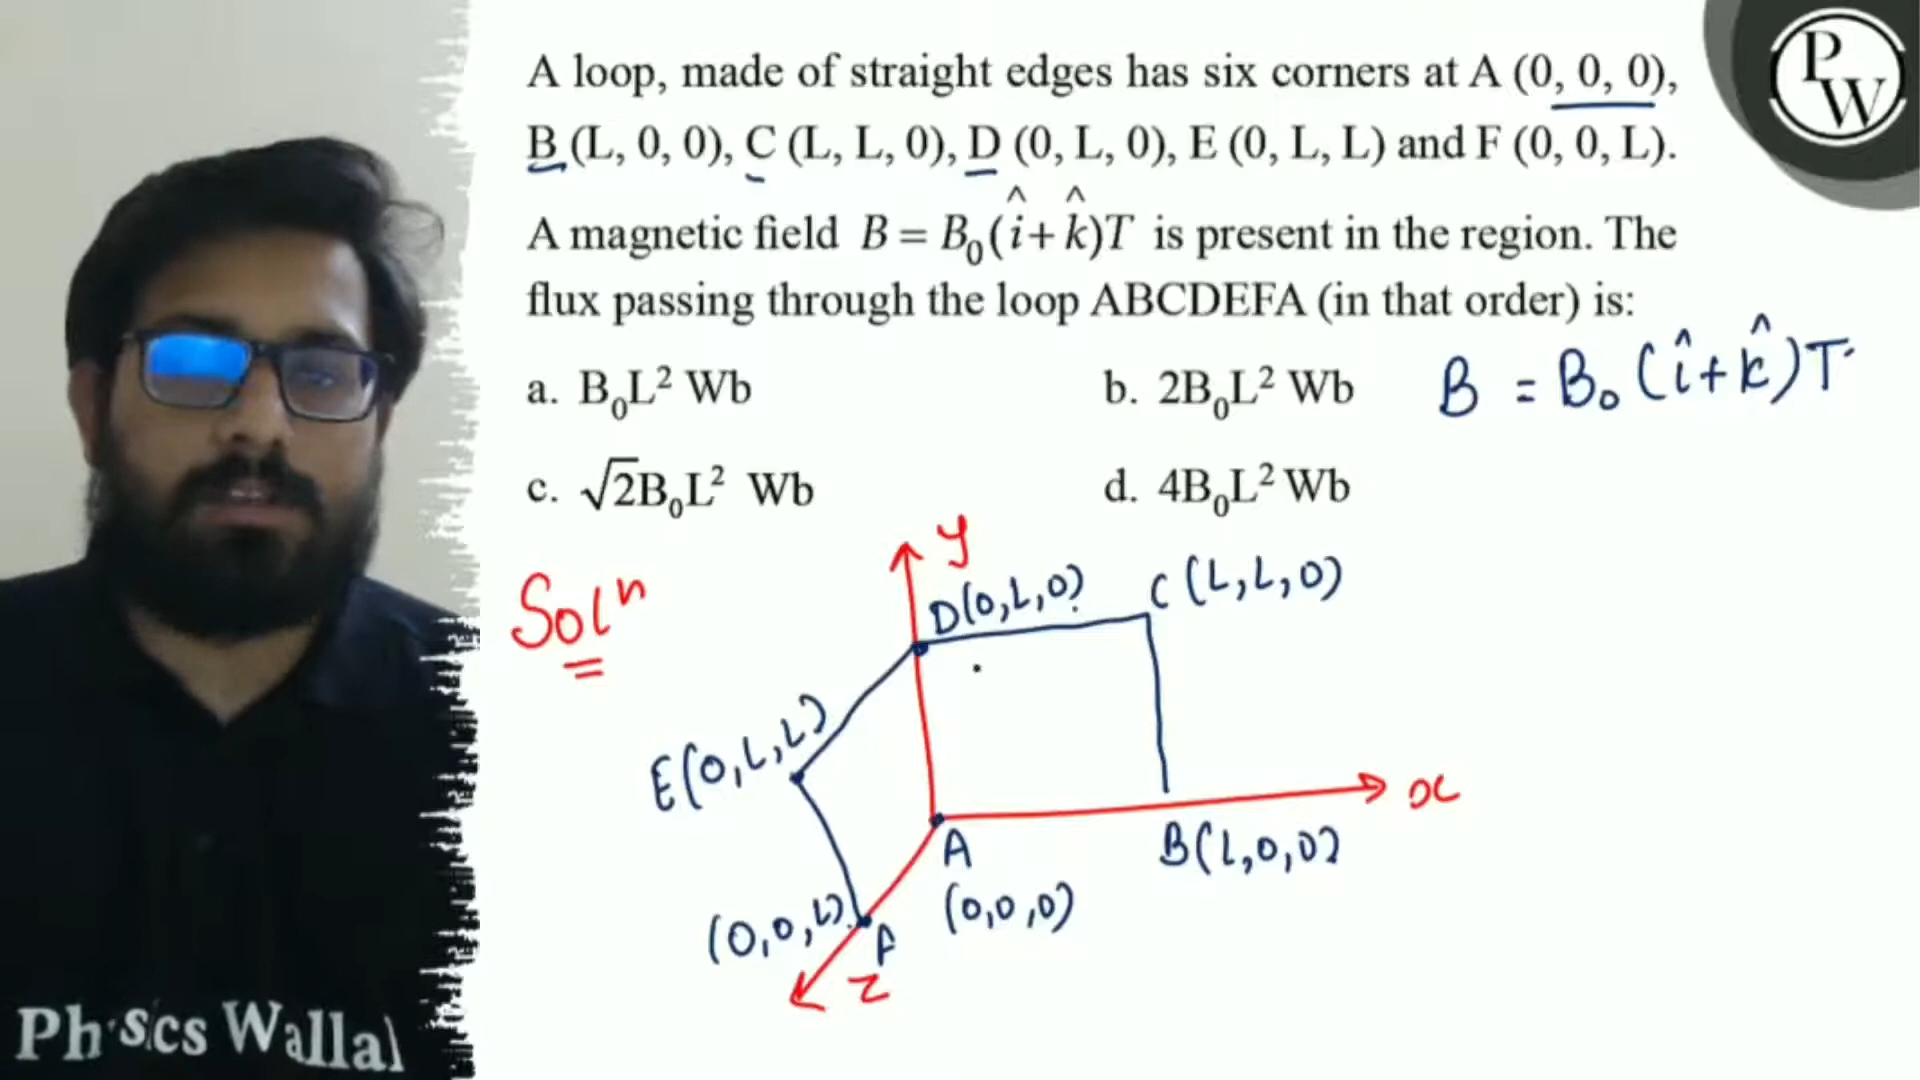 A loop, made of straight edges has six corners at A (0, 0, 0),
B (L, 0, 0), C (L, L, 0), D (0, L, 0), E (0, L, L) and F (0, 0, L).
A magnetic field B = B₀(î + k̂)T is present in the region. The
flux passing through the loop ABCDEFA (in that order) is:
a. B₀L² Wb
b. 2B₀L² Wb
B = B₀(î+k̂)T
c. √2B₀L² Wb
d. 4B₀L² Wb
Solⁿ
y
D(0,L,0)
C(L,L,0)
E(0,L,L)
x
A
(0,0,0)
B(L,0,0)
(0,0,L)
F
z
PW
Physics Wallah